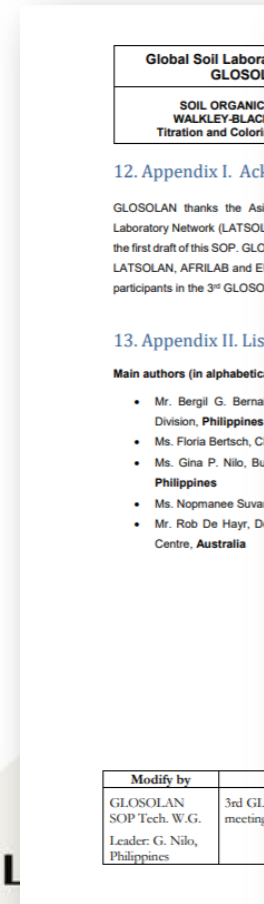 Global Soil Labora
GLOSOL
SOIL ORGANIC
WALKLEY-BLAC
Titration and Colori
12. Appendix I. Ack
GLOSOLAN thanks the Asi
Laboratory Network (LATSOL
the first draft of this SOP. GLO
LATSOLAN, AFRILAB and E
participants in the 3rd GLOSO
13. Appendix II. Lis
Main authors (in alphabetica
• Mr. Bergil G. Berna
Division, Philippines
• Ms. Floria Bertsch, C
• Ms. Gina P. Nilo, Bu
Philippines
• Ms. Nopmanee Suva
• Mr. Rob De Hayr, D
Centre, Australia
Modify by
GLOSOLAN
SOP Tech. W.G.
3rd GL
meeting
Leader: G. Nilo,
Philippines
L